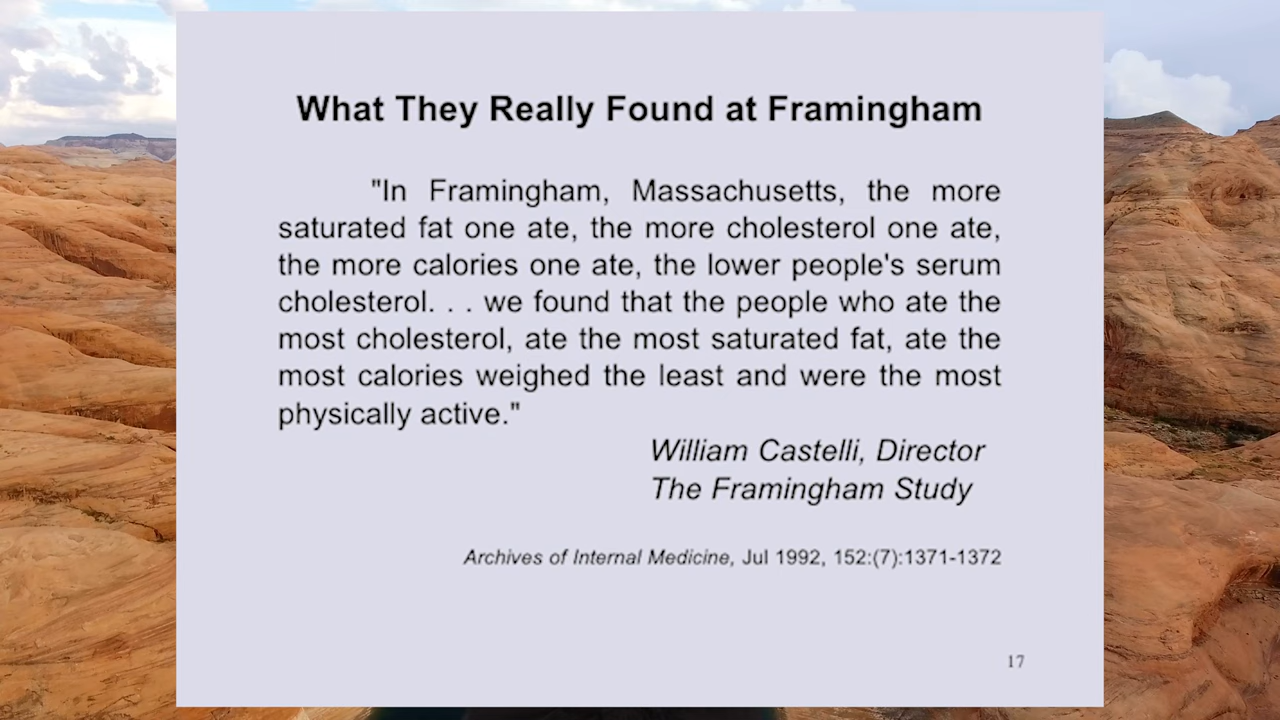 What They Really Found at Framingham
"In Framingham, Massachusetts, the more
saturated fat one ate, the more cholesterol one ate,
the more calories one ate, the lower people's serum
cholesterol. . . we found that the people who ate the
most cholesterol, ate the most saturated fat, ate the
most calories weighed the least and were the most
physically active."
William Castelli, Director
The Framingham Study
Archives of Internal Medicine, Jul 1992, 152:(7):1371-1372
17